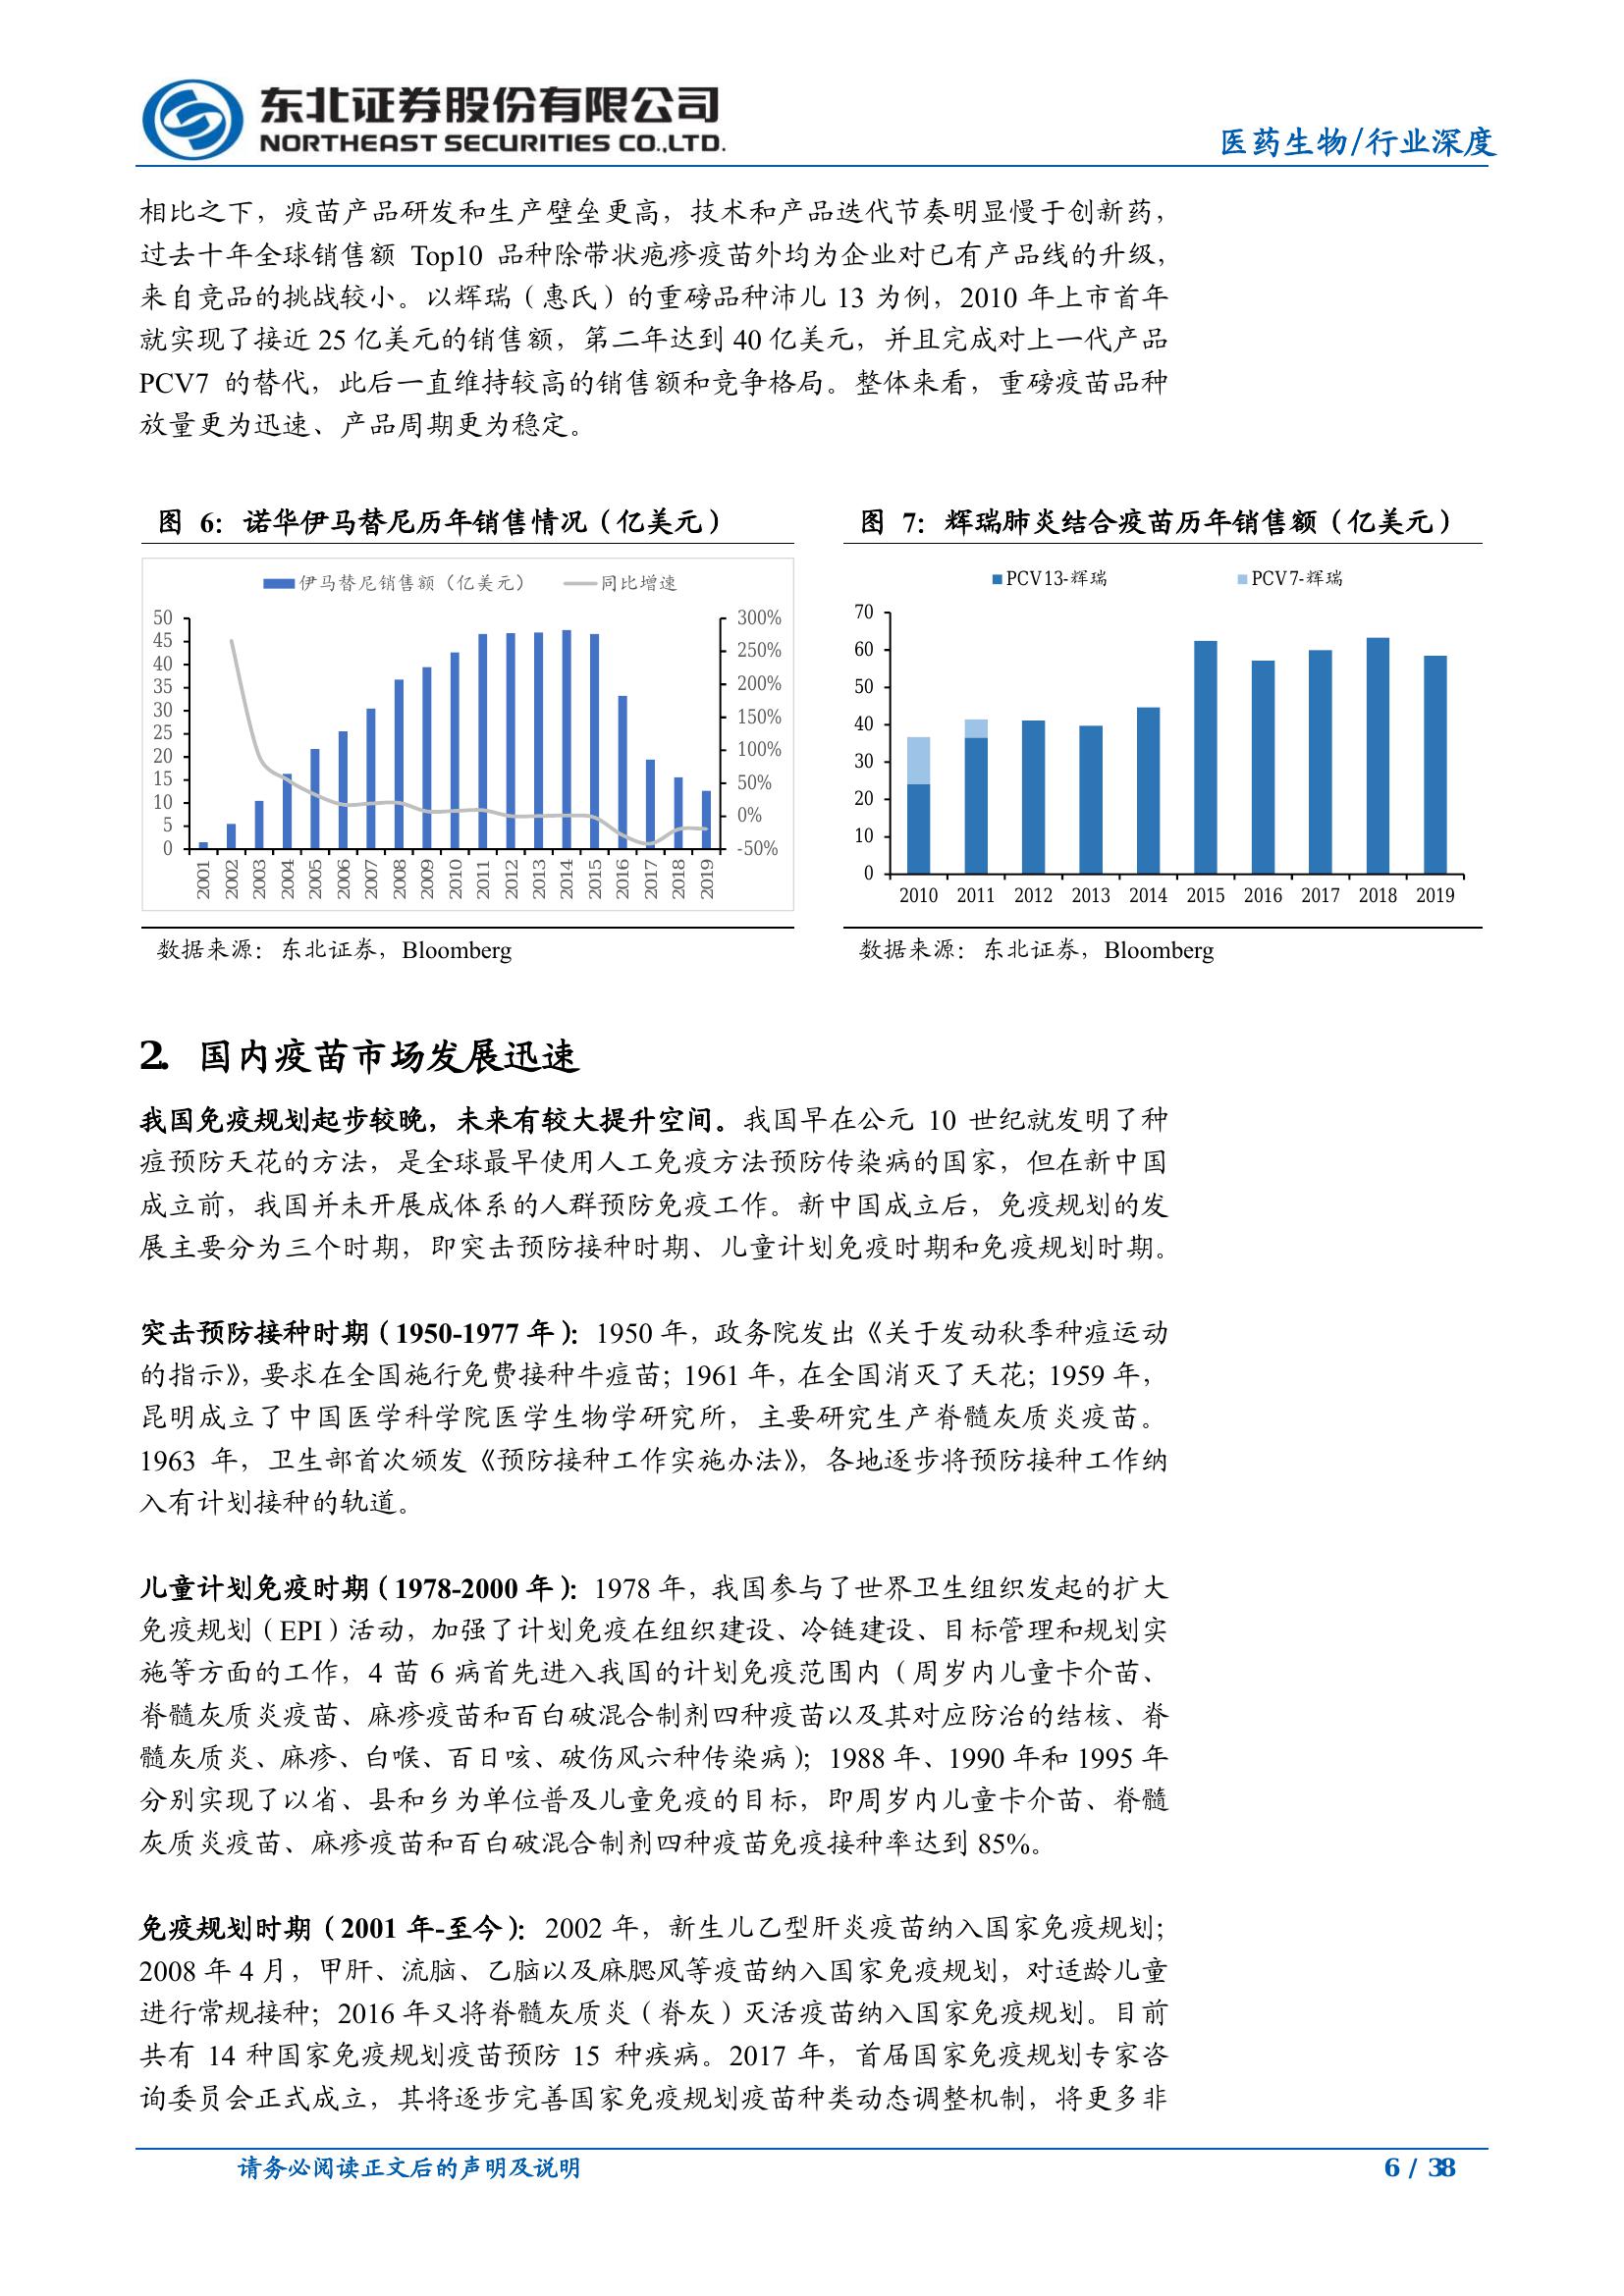 东北证券股份有限公司
NORTHEAST SECURITIES CO.,LTD.
医药生物/行业深度
相比之下，疫苗产品研发和生产壁垒更高，技术和产品迭代节奏明显慢于创新药，
过去十年全球销售额 Top10 品种除带状疱疹疫苗外均为企业对已有产品线的升级，
来自竞品的挑战较小。以辉瑞（惠氏）的重磅品种沛儿 13 为例，2010 年上市首年
就实现了接近 25 亿美元的销售额，第二年达到 40 亿美元，并且完成对上一代产品
PCV7 的替代，此后一直维持较高的销售额和竞争格局。整体来看，重磅疫苗品种
放量更为迅速、产品周期更为稳定。
图 6：诺华伊马替尼历年销售情况（亿美元）
伊马替尼销售额（亿美元） 同比增速
50
45
40
35
30
25
20
15
10
5
0
300%
250%
200%
150%
100%
50%
0%
-50%
2001 2002 2003 2004 2005 2006 2007 2008 2009 2010 2011 2012 2013 2014 2015 2016 2017 2018 2019
数据来源：东北证券，Bloomberg
图 7：辉瑞肺炎结合疫苗历年销售额（亿美元）
PCV13-辉瑞 PCV7-辉瑞
70
60
50
40
30
20
10
0
2010 2011 2012 2013 2014 2015 2016 2017 2018 2019
数据来源：东北证券，Bloomberg
2. 国内疫苗市场发展迅速
我国免疫规划起步较晚，未来有较大提升空间。我国早在公元 10 世纪就发明了种
痘预防天花的方法，是全球最早使用人工免疫方法预防传染病的国家，但在新中国
成立前，我国并未开展成体系的人群预防免疫工作。新中国成立后，免疫规划的发
展主要分为三个时期，即突击预防接种时期、儿童计划免疫时期和免疫规划时期。
突击预防接种时期（1950-1977 年）：1950 年，政务院发出《关于发动秋季种痘运动
的指示》，要求在全国施行免费接种牛痘苗；1961 年，在全国消灭了天花；1959 年，
昆明成立了中国医学科学院医学生物学研究所，主要研究生产脊髓灰质炎疫苗。
1963 年，卫生部首次颁发《预防接种工作实施办法》，各地逐步将预防接种工作纳
入有计划接种的轨道。
儿童计划免疫时期（1978-2000 年）：1978 年，我国参与了世界卫生组织发起的扩大
免疫规划（EPI）活动，加强了计划免疫在组织建设、冷链建设、目标管理和规划实
施等方面的工作，4 苗 6 病首先进入我国的计划免疫范围内（周岁内儿童卡介苗、
脊髓灰质炎疫苗、麻疹疫苗和百白破混合制剂四种疫苗以及其对应防治的结核、脊
髓灰质炎、麻疹、白喉、百日咳、破伤风六种传染病）；1988 年、1990 年和 1995 年
分别实现了以省、县和乡为单位普及儿童免疫的目标，即周岁内儿童卡介苗、脊髓
灰质炎疫苗、麻疹疫苗和百白破混合制剂四种疫苗免疫接种率达到 85%。
免疫规划时期（2001 年-至今）：2002 年，新生儿乙型肝炎疫苗纳入国家免疫规划；
2008 年 4 月，甲肝、流脑、乙脑以及麻腮风等疫苗纳入国家免疫规划，对适龄儿童
进行常规接种；2016 年又将脊髓灰质炎（脊灰）灭活疫苗纳入国家免疫规划。目前
共有 14 种国家免疫规划疫苗预防 15 种疾病。2017 年，首届国家免疫规划专家咨
询委员会正式成立，其将逐步完善国家免疫规划疫苗种类动态调整机制，将更多非
请务必阅读正文后的声明及说明
6 / 38